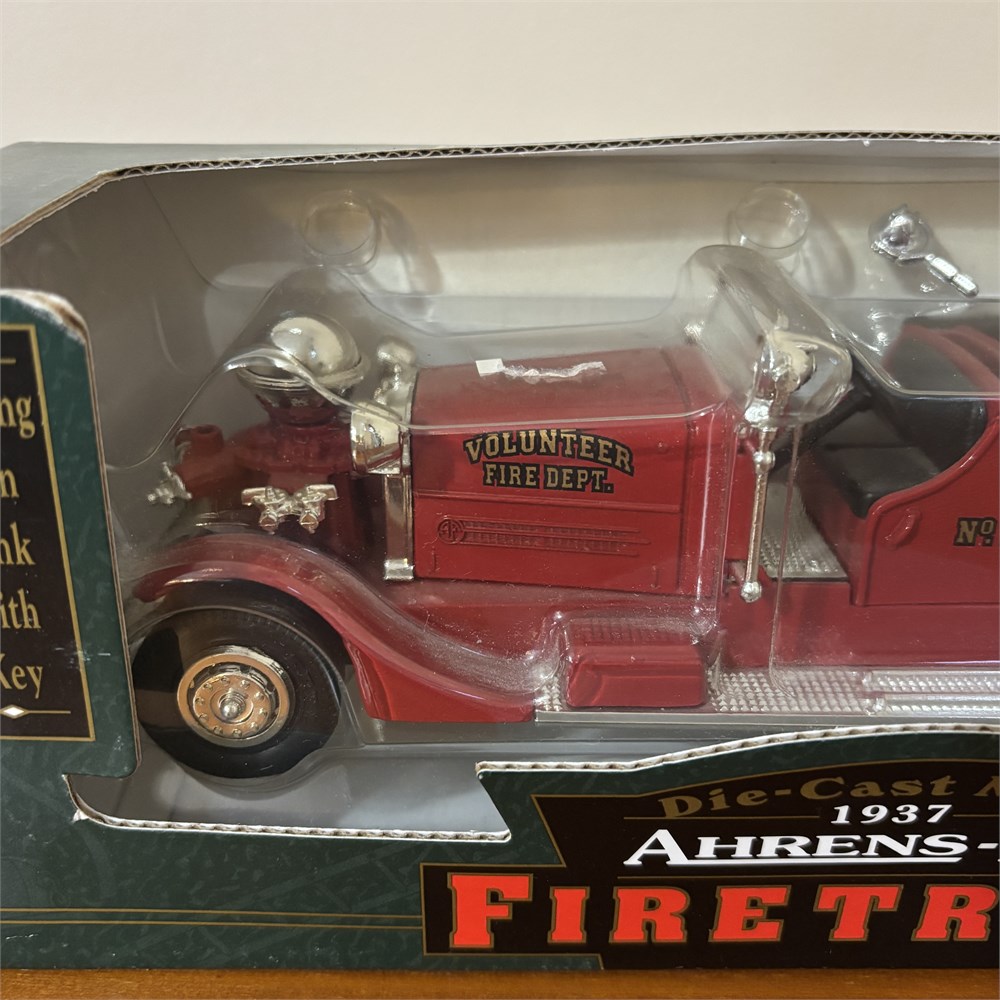 ng
n
nk
ith
Key
VOLUNTEER
FIRE DEPT.
No.
Die-Cast
1937
AHRENS-
FIRETR